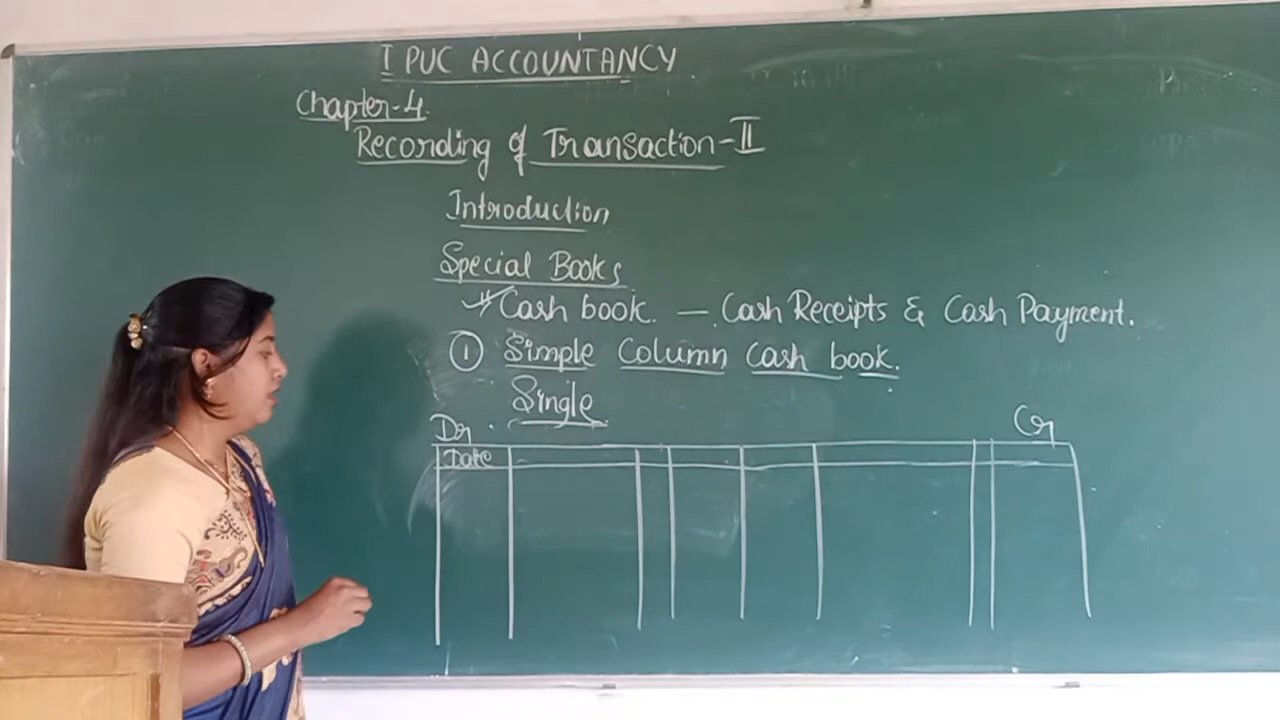 I PUC ACCOUNTANCY
Chapter-4
Recording of Transaction-II
Introduction
Special Books
Cash book. — Cash Receipts & Cash Payment.
① Simple Column Cash book.
Single
Dr Cr
Date